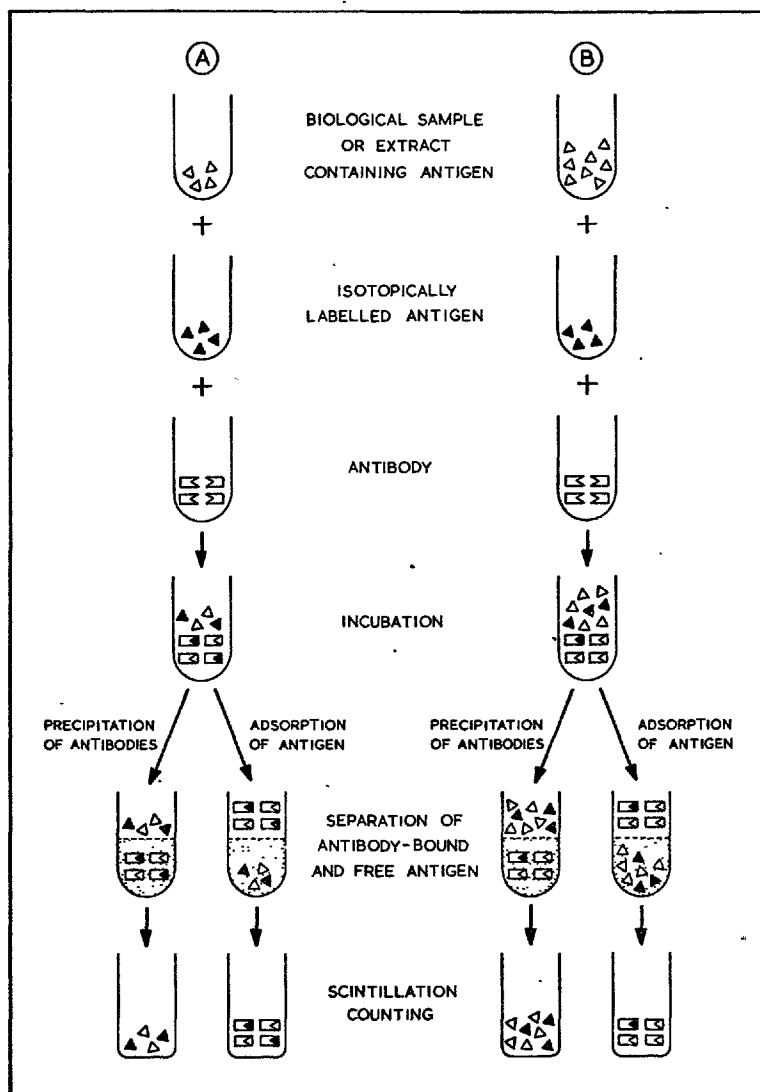 A
B
BIOLOGICAL SAMPLE
OR EXTRACT
CONTAINING ANTIGEN
+
+
ISOTOPICALLY
LABELLED ANTIGEN
+
+
ANTIBODY
INCUBATION
PRECIPITATION
OF ANTIBODIES
ADSORPTION
OF ANTIGEN
PRECIPITATION
OF ANTIBODIES
ADSORPTION
OF ANTIGEN
SEPARATION OF
ANTIBODY-BOUND
AND FREE ANTIGEN
SCINTILLATION
COUNTING